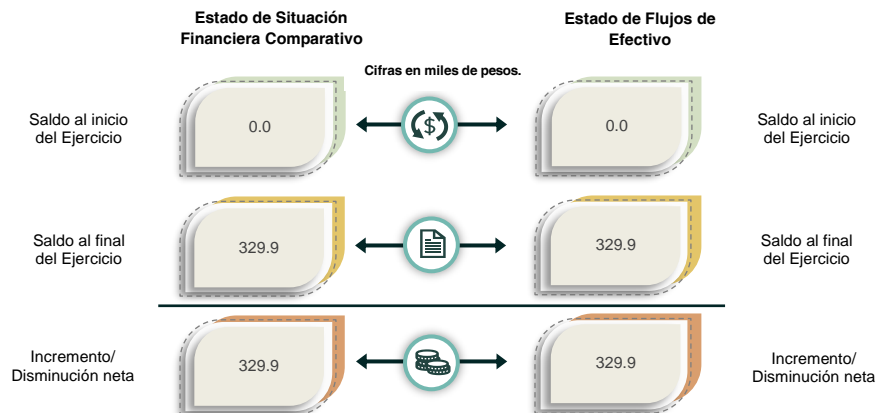 Estado de Situación
Financiera Comparativo
Estado de Flujos de
Efectivo
Cifras en miles de pesos.
Saldo al inicio
del Ejercicio
0.0
$
0.0
Saldo al inicio
del Ejercicio
Saldo al final
del Ejercicio
329.9
329.9
Saldo al final
del Ejercicio
Incremento/
Disminución neta
329.9
329.9
Incremento/
Disminución neta